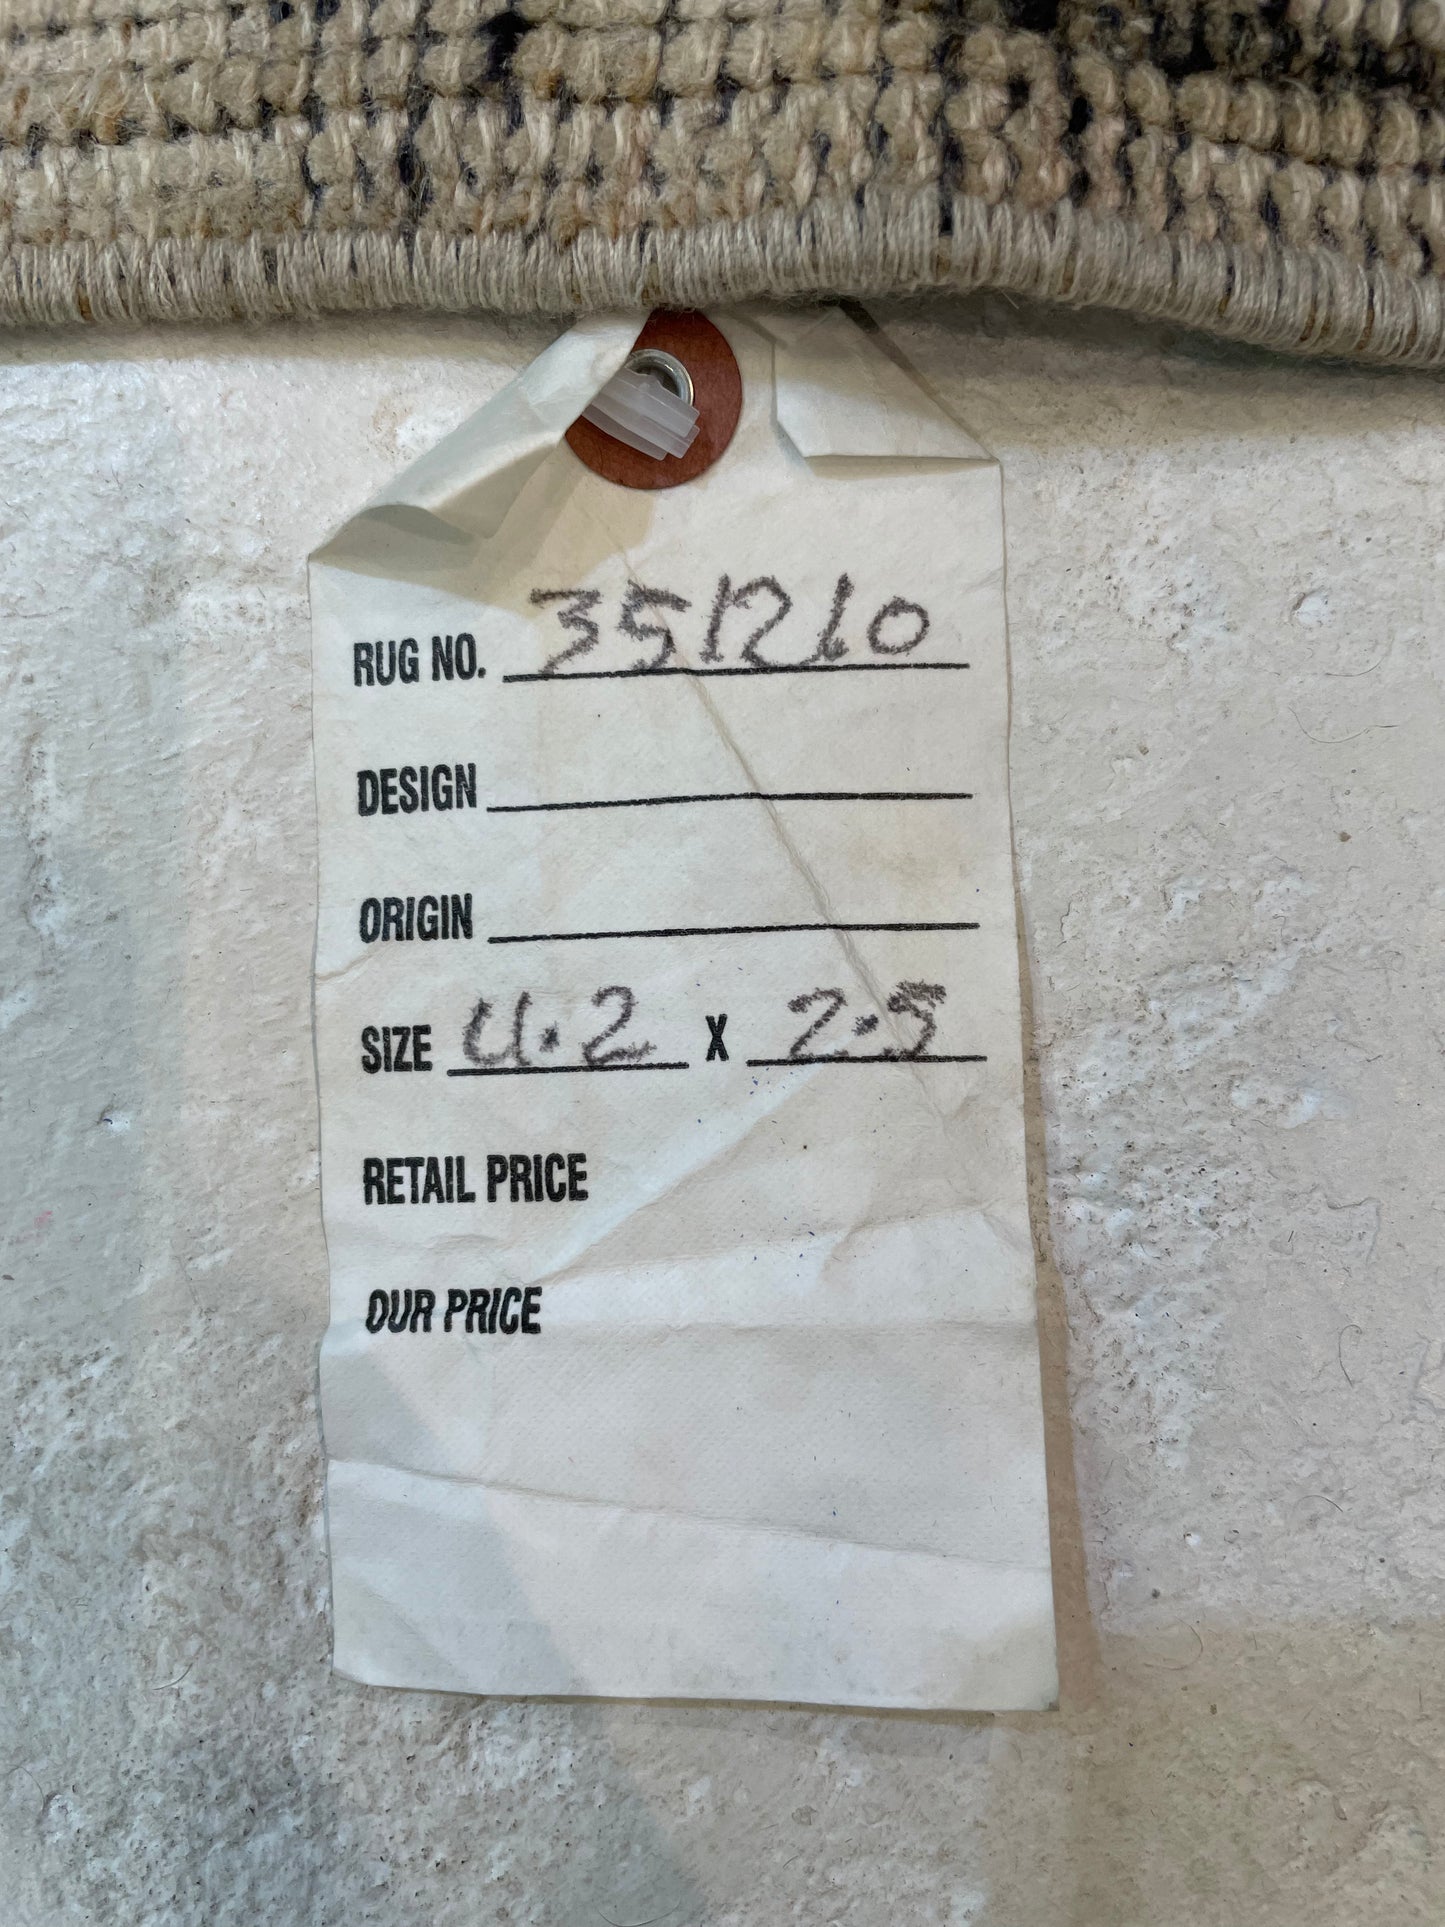 RUG NO. 351210
DESIGN
ORIGIN
SIZE 4.2 X 2.5
RETAIL PRICE
OUR PRICE